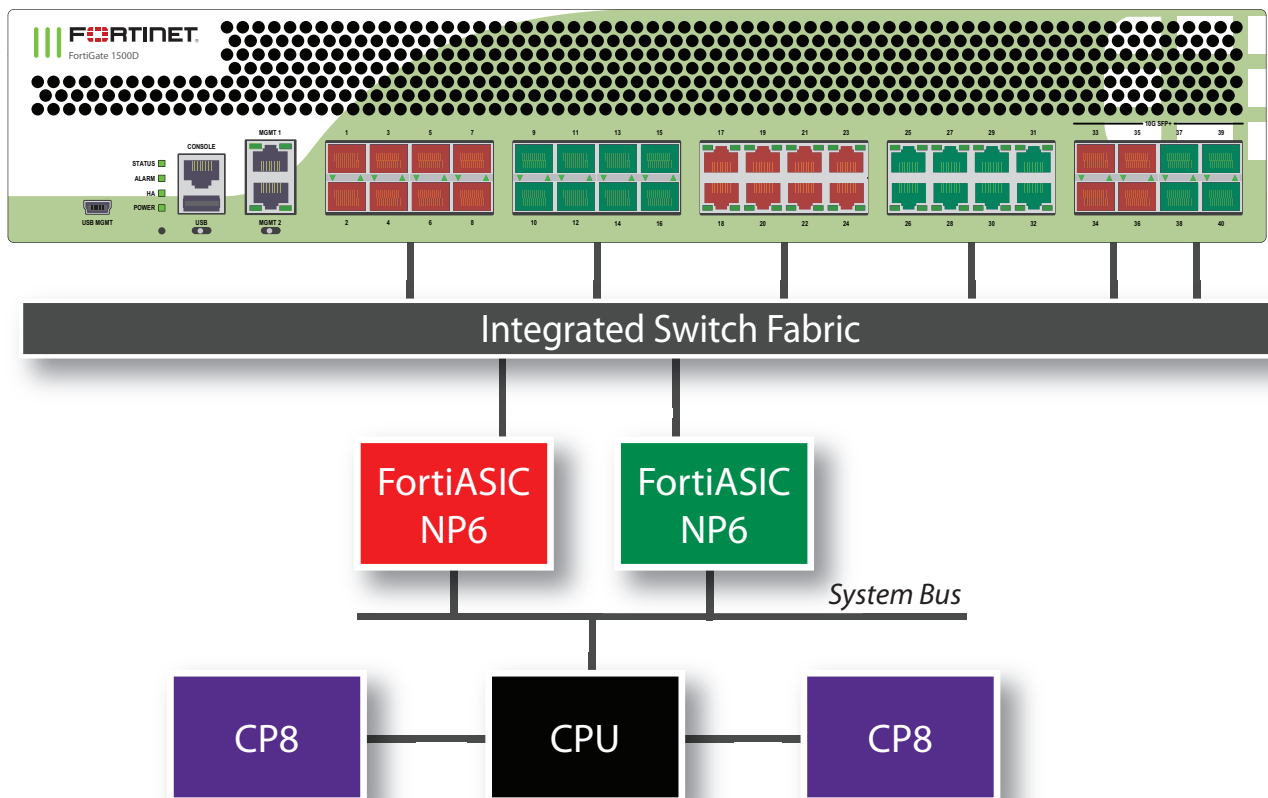 FORTINET
FortiGate 1500D
10G SFP+
MGMT 1 1 3 5 7 9 11 13 15 17 19 21 23 25 27 29 31 33 35 37 39
CONSOLE
STATUS
ALARM
HA
POWER
USB MGMT USB MGMT 2 2 4 6 8 10 12 14 16 18 20 22 24 26 28 30 32 34 36 38 40
Integrated Switch Fabric
FortiASIC FortiASIC
NP6 NP6
System Bus
CP8 CPU CP8